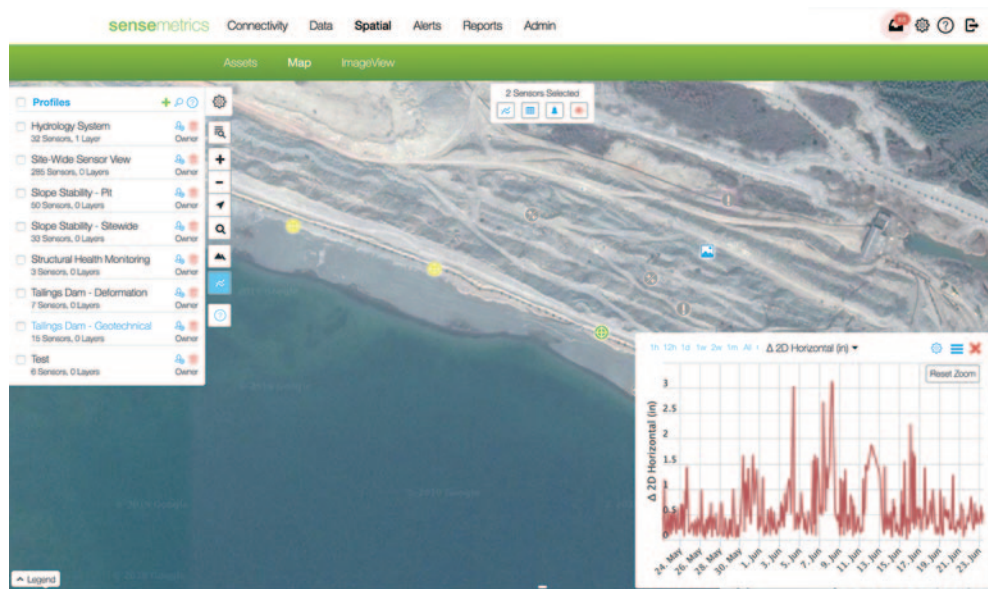 sensemetrics Connectivity Data Spatial Alerts Reports Admin
Assets Map ImageView
Profiles
Hydrology System
32 Sensors, 1 Layer Owner
Site-Wide Sensor View
285 Sensors, 0 Layers Owner
Slope Stability - Pit
50 Sensors, 0 Layers Owner
Slope Stability - Sitewide
33 Sensors, 0 Layers Owner
Structural Health Monitoring
3 Sensors, 0 Layers Owner
Tailings Dam - Deformation
7 Sensors, 0 Layers Owner
Tailings Dam - Geotechnical
15 Sensors, 0 Layers Owner
Test
6 Sensors, 0 Layers Owner
2 Sensors Selected
1h 12h 1d 1w 2w 1m All Δ 2D Horizontal (in)
Reset Zoom
Δ 2D Horizontal (in)
3
2.5
2
1.5
1
0.5
0
24. May 26. May 28. May 30. May 1. Jun 3. Jun 5. Jun 7. Jun 9. Jun 11. Jun 13. Jun 15. Jun 17. Jun 19. Jun 21. Jun 23. Jun
Legend